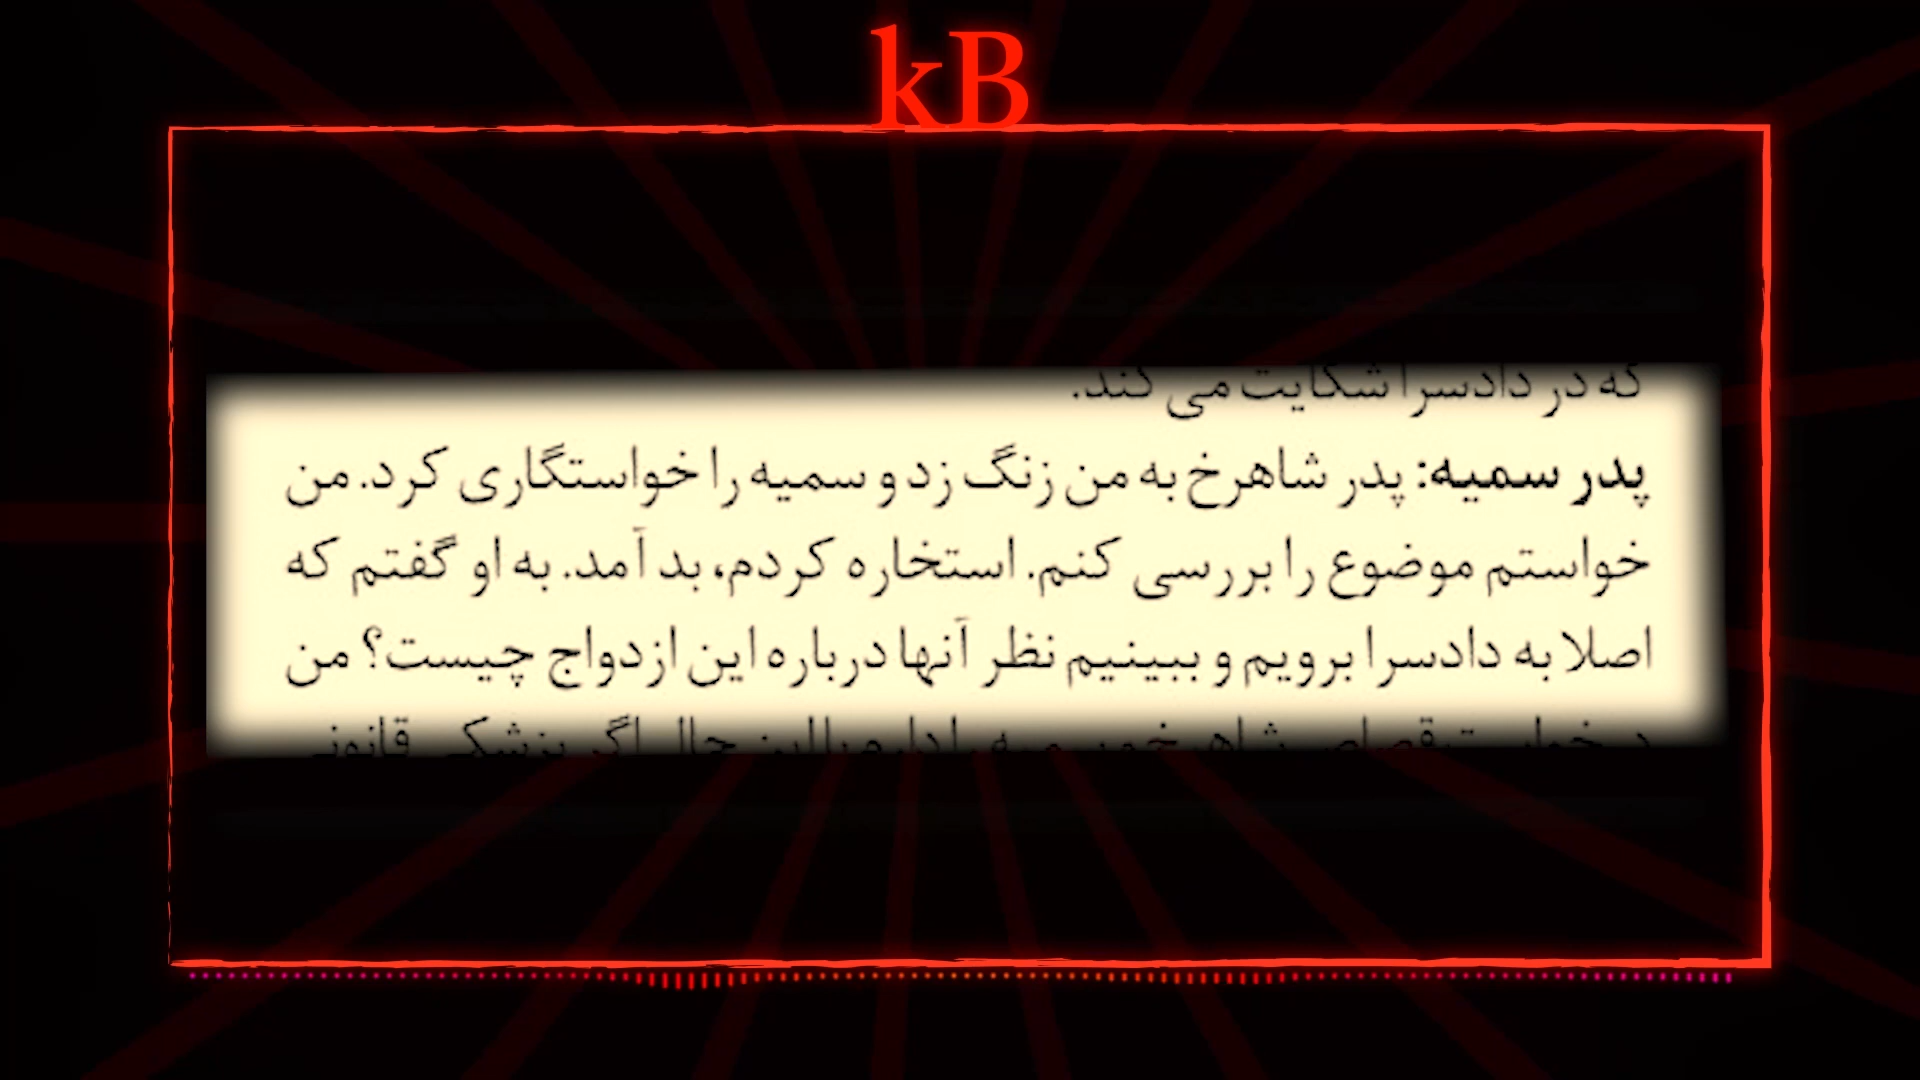 kB
که در دادسرا شکایت می کند.
پدر سمیه: پدر شاهرخ به من زنگ زد و سمیه را خواستگاری کرد. من
خواستم موضوع را بررسی کنم. استخاره کردم، بد آمد. به او گفتم که
اصلا به دادسرا برویم و ببینیم نظر آنها درباره این ازدواج چیست؟ من